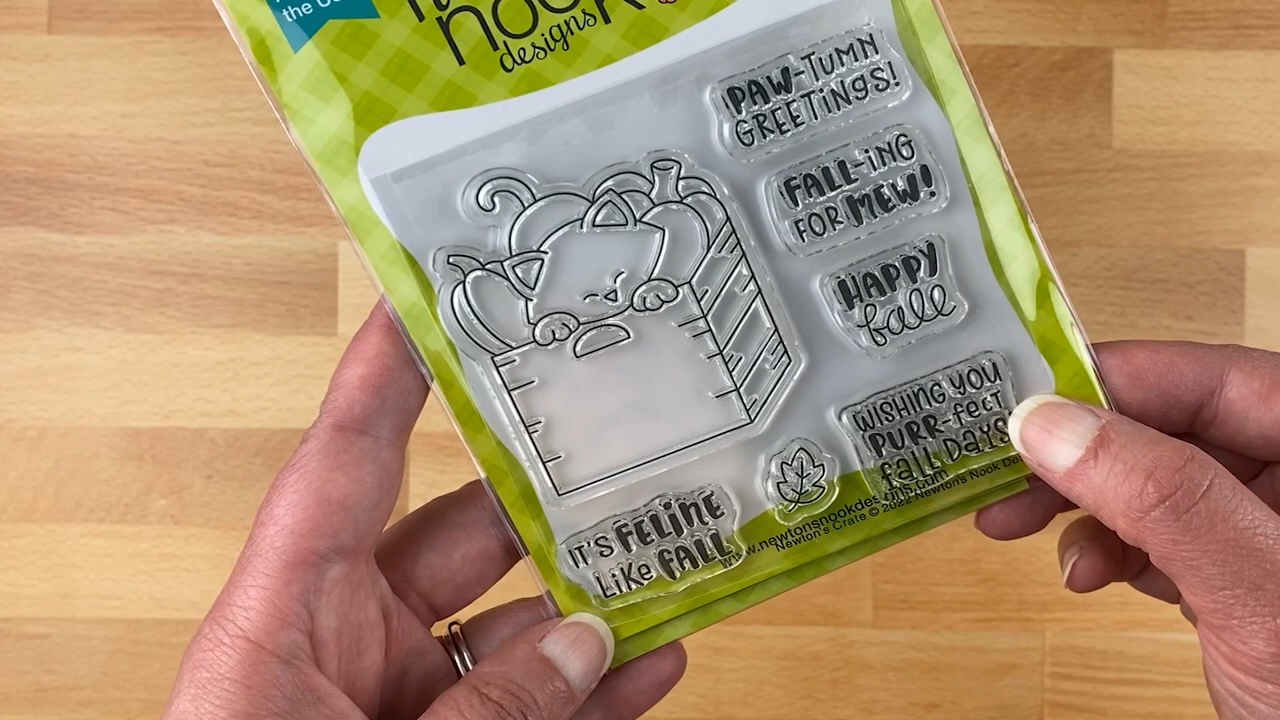 the
nook
designs
PAW-TUMN
GREETINGS!
FALL-iNG
FOR MEW!
HAPPY
fall
WISHING YOU
PURR-fect
fall DAYS
IT'S FELINE
Like FALL
www.newtonsnookdesigns.com
Newton's Crate © 2022 Newton's Nook